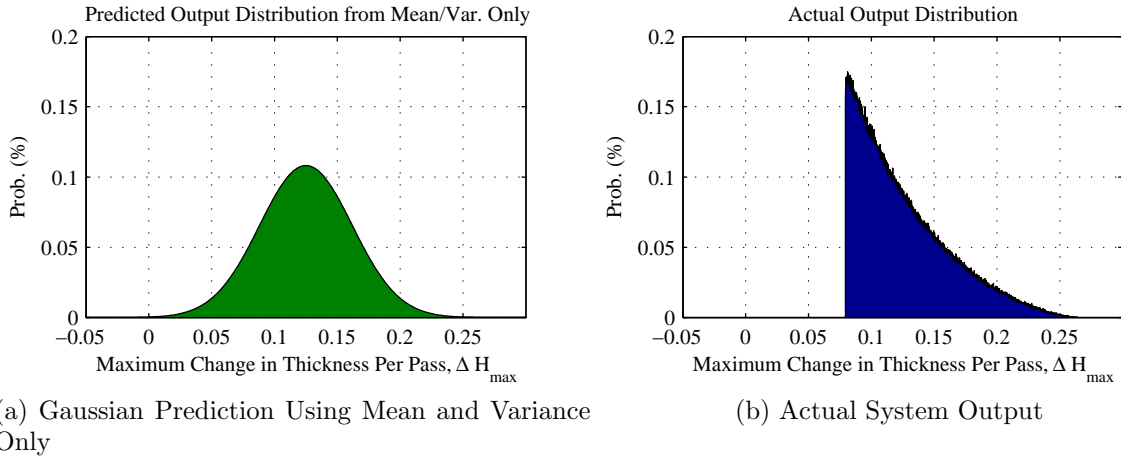 Predicted Output Distribution from Mean/Var. Only
0.2
0.15
0.1
0.05
0
Prob. (%)
−0.05 0 0.05 0.1 0.15 0.2 0.25
Maximum Change in Thickness Per Pass, Δ H_max
(a) Gaussian Prediction Using Mean and Variance
Only
Actual Output Distribution
0.2
0.15
0.1
0.05
0
Prob. (%)
−0.05 0 0.05 0.1 0.15 0.2 0.25
Maximum Change in Thickness Per Pass, Δ H_max
(b) Actual System Output